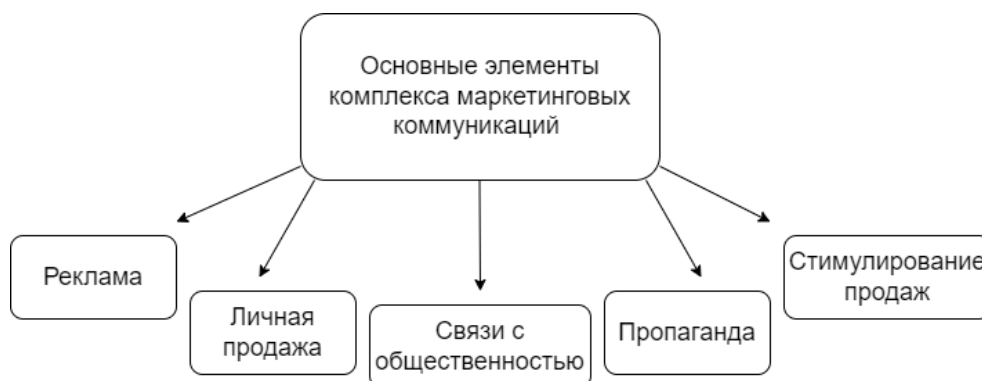 Основные элементы
комплекса маркетинговых
коммуникаций
Реклама
Личная
продажа
Связи с
общественностью
Пропаганда
Стимулирование
продаж